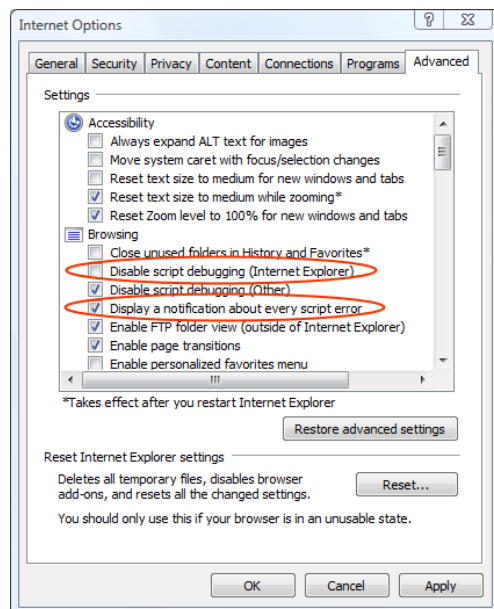 Internet Options
General Security Privacy Content Connections Programs Advanced
Settings
Accessibility
Always expand ALT text for images
Move system caret with focus/selection changes
Reset text size to medium for new windows and tabs
Reset text size to medium while zooming*
Reset Zoom level to 100% for new windows and tabs
Browsing
Close unused folders in History and Favorites*
Disable script debugging (Internet Explorer)
Disable script debugging (Other)
Display a notification about every script error
Enable FTP folder view (outside of Internet Explorer)
Enable page transitions
Enable personalized favorites menu
*Takes effect after you restart Internet Explorer
Restore advanced settings
Reset Internet Explorer settings
Deletes all temporary files, disables browser
add-ons, and resets all the changed settings.
Reset...
You should only use this if your browser is in an unusable state.
OK Cancel Apply